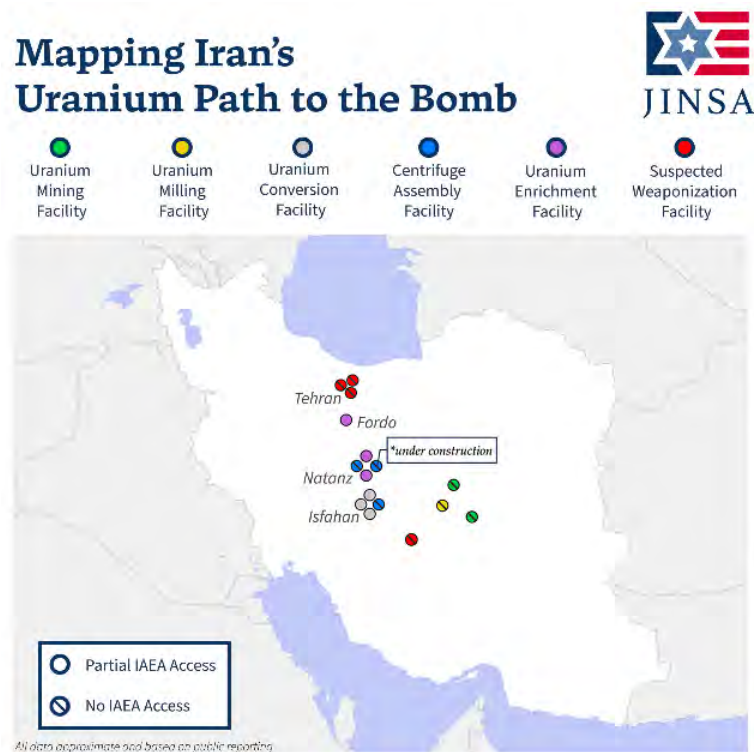 Mapping Iran's
Uranium Path to the Bomb
JINSA
Uranium
Mining
Facility
Uranium
Milling
Facility
Uranium
Conversion
Facility
Centrifuge
Assembly
Facility
Uranium
Enrichment
Facility
Suspected
Weaponization
Facility
Tehran
Fordo
*under construction
Natanz
Isfahan
Partial IAEA Access
No IAEA Access
All data approximate and based on public reporting